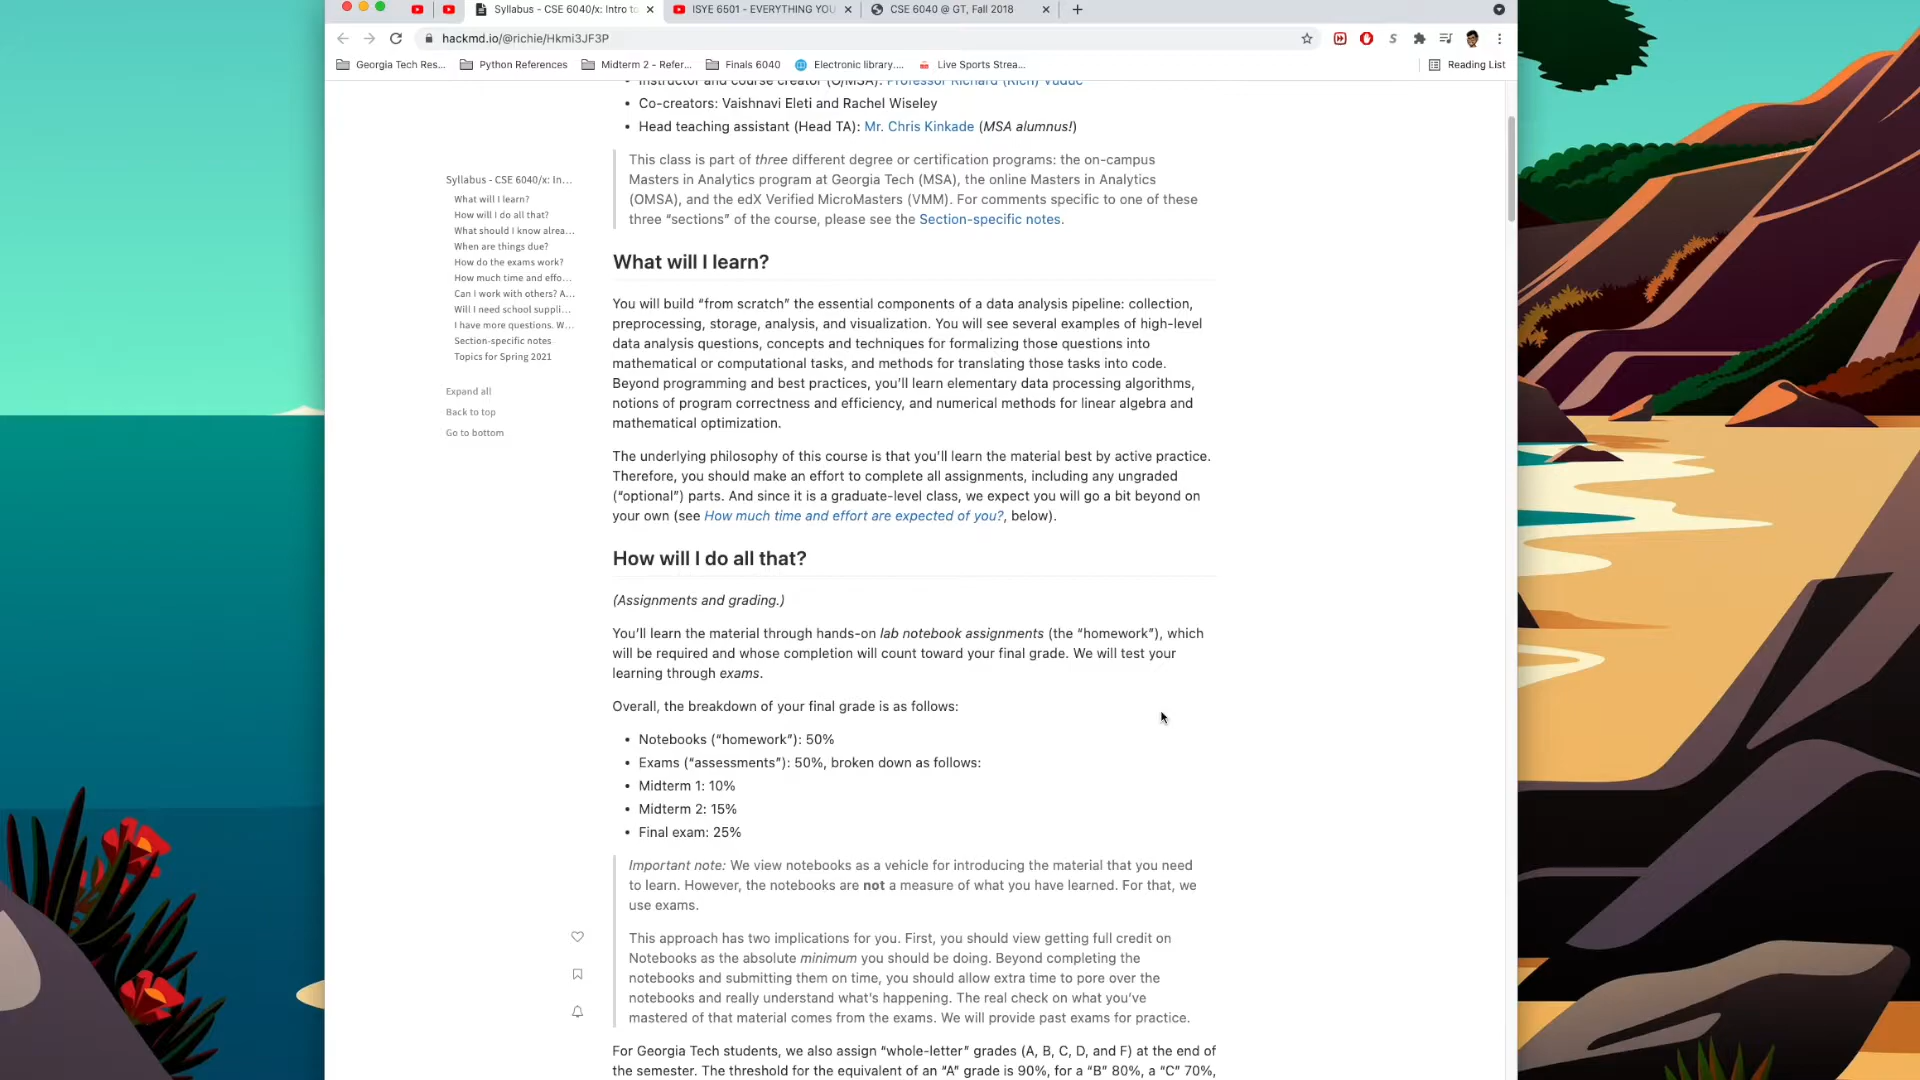 Syllabus - CSE 6040/x: Intro to
ISYE 6501 - EVERYTHING YOU
CSE 6040 @ GT, Fall 2018
hackmd.io/@richie/Hkmi3JF3P
Georgia Tech Res...
Python References
Midterm 2 - Refer...
Finals 6040
Electronic library....
Live Sports Strea...
Reading List
Instructor and course creator (O/MSA): Professor Richard (Rich) Vuduc
• Co-creators: Vaishnavi Eleti and Rachel Wiseley
• Head teaching assistant (Head TA): Mr. Chris Kinkade (MSA alumnus!)
This class is part of three different degree or certification programs: the on-campus
Masters in Analytics program at Georgia Tech (MSA), the online Masters in Analytics
(OMSA), and the edX Verified MicroMasters (VMM). For comments specific to one of these
three “sections” of the course, please see the Section-specific notes.
Syllabus - CSE 6040/x: In...
What will I learn?
How will I do all that?
What should I know alrea...
When are things due?
How do the exams work?
How much time and effo...
Can I work with others? A...
Will I need school suppli...
I have more questions. W...
Section-specific notes
Topics for Spring 2021
Expand all
Back to top
Go to bottom
What will I learn?
You will build “from scratch” the essential components of a data analysis pipeline: collection,
preprocessing, storage, analysis, and visualization. You will see several examples of high-level
data analysis questions, concepts and techniques for formalizing those questions into
mathematical or computational tasks, and methods for translating those tasks into code.
Beyond programming and best practices, you’ll learn elementary data processing algorithms,
notions of program correctness and efficiency, and numerical methods for linear algebra and
mathematical optimization.
The underlying philosophy of this course is that you’ll learn the material best by active practice.
Therefore, you should make an effort to complete all assignments, including any ungraded
(“optional”) parts. And since it is a graduate-level class, we expect you will go a bit beyond on
your own (see How much time and effort are expected of you?, below).
How will I do all that?
(Assignments and grading.)
You’ll learn the material through hands-on lab notebook assignments (the “homework”), which
will be required and whose completion will count toward your final grade. We will test your
learning through exams.
Overall, the breakdown of your final grade is as follows:
• Notebooks (“homework”): 50%
• Exams (“assessments”): 50%, broken down as follows:
• Midterm 1: 10%
• Midterm 2: 15%
• Final exam: 25%
Important note: We view notebooks as a vehicle for introducing the material that you need
to learn. However, the notebooks are not a measure of what you have learned. For that, we
use exams.
This approach has two implications for you. First, you should view getting full credit on
Notebooks as the absolute minimum you should be doing. Beyond completing the
notebooks and submitting them on time, you should allow extra time to pore over the
notebooks and really understand what's happening. The real check on what you’ve
mastered of that material comes from the exams. We will provide past exams for practice.
For Georgia Tech students, we also assign “whole-letter” grades (A, B, C, D, and F) at the end of
the semester. The threshold for the equivalent of an “A” grade is 90%, for a “B” 80%, a “C” 70%,